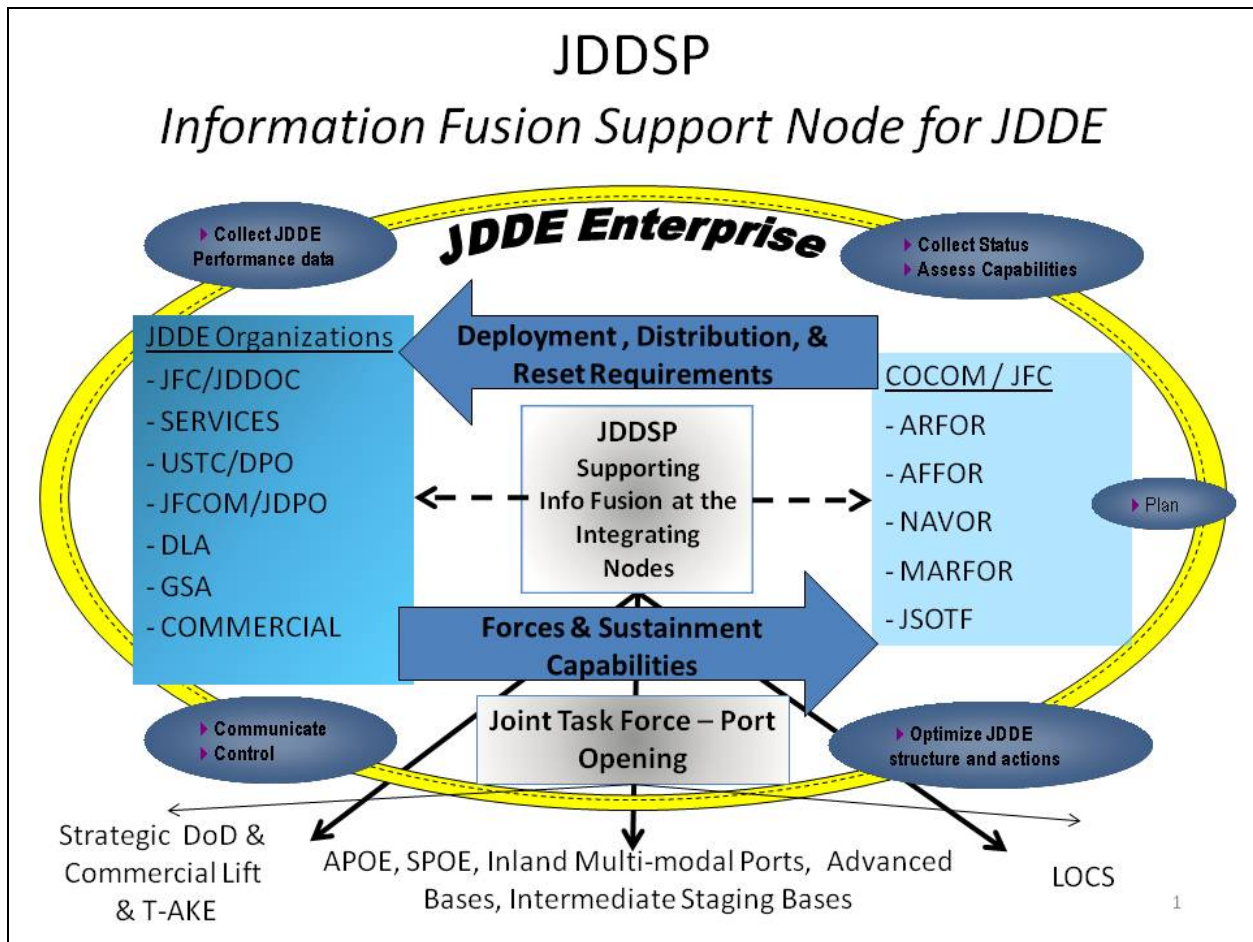 JDDSP
Information Fusion Support Node for JDDE
JDDE Enterprise
Collect JDDE
Performance data
Collect Status
Assess Capabilities
JDDE Organizations
- JFC/JDDOC
- SERVICES
- USTC/DPO
- JFCOM/JDPO
- DLA
- GSA
- COMMERCIAL
Deployment , Distribution, &
Reset Requirements
COCOM / JFC
- ARFOR
- AFFOR
- NAVOR
- MARFOR
- JSOTF
JDDSP
Supporting
Info Fusion at the
Integrating
Nodes
Plan
Forces & Sustainment
Capabilities
Joint Task Force – Port
Opening
Communicate
Control
Optimize JDDE
structure and actions
Strategic DoD &
Commercial Lift
& T-AKE
APOE, SPOE, Inland Multi-modal Ports, Advanced
Bases, Intermediate Staging Bases
LOCS
1